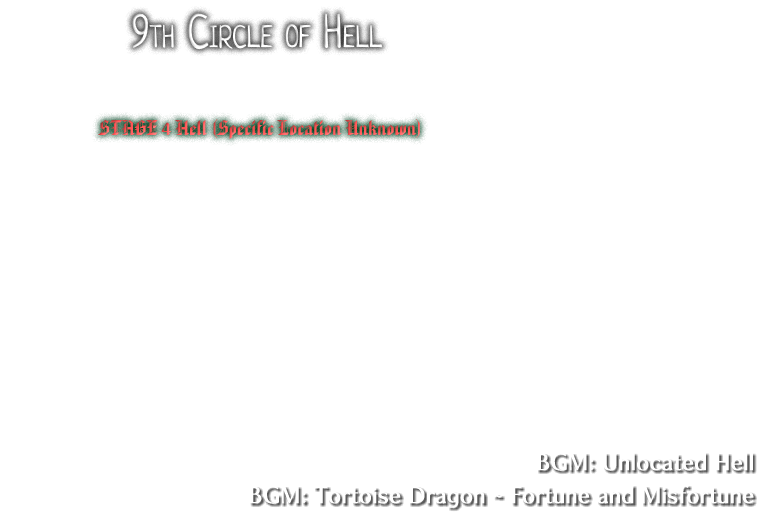 9th Circle of Hell
STAGE 4 Hell (Specific Location Unknown)
BGM: Unlocated Hell
BGM: Tortoise Dragon ~ Fortune and Misfortune